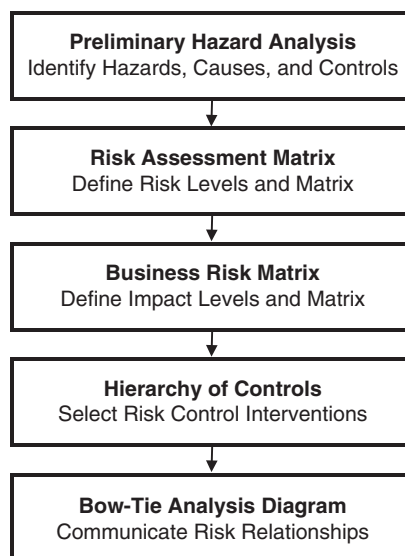 Preliminary Hazard Analysis
Identify Hazards, Causes, and Controls
Risk Assessment Matrix
Define Risk Levels and Matrix
Business Risk Matrix
Define Impact Levels and Matrix
Hierarchy of Controls
Select Risk Control Interventions
Bow-Tie Analysis Diagram
Communicate Risk Relationships